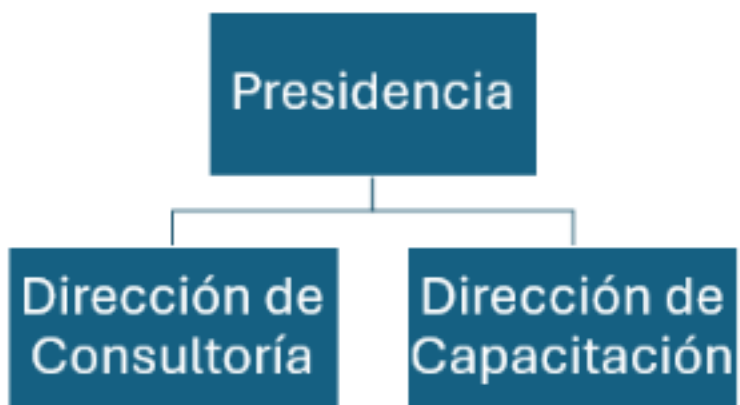 Presidencia
Dirección de
Consultoría
Dirección de
Capacitación